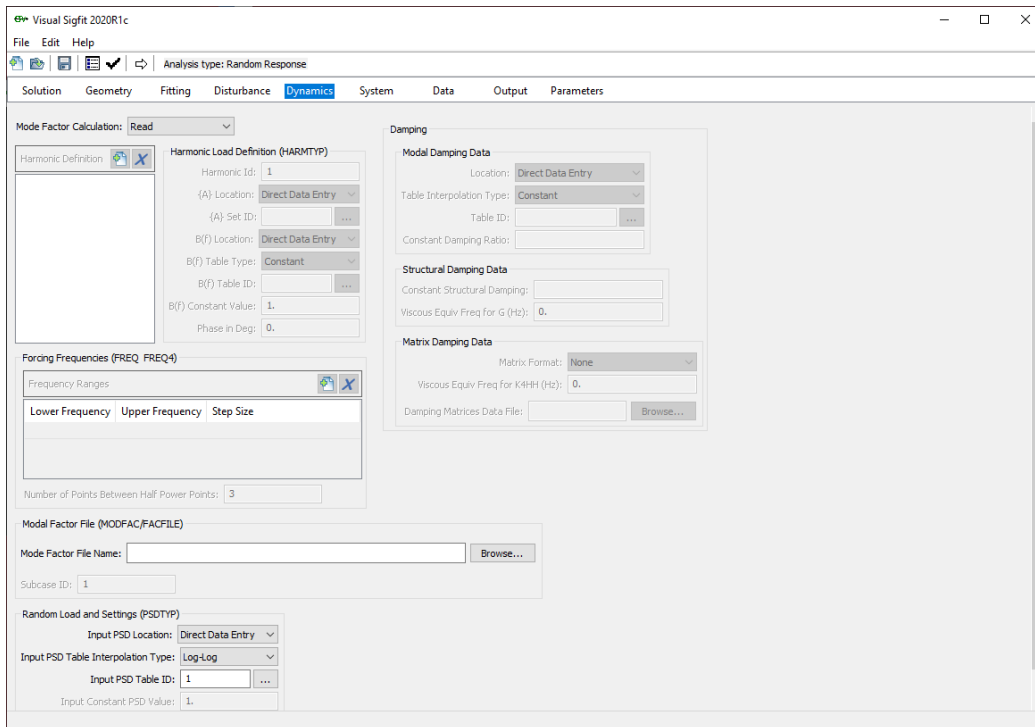 Visual Sigfit 2020R1c
File Edit Help
Analysis type: Random Response
Solution Geometry Fitting Disturbance Dynamics System Data Output Parameters
Mode Factor Calculation: Read
Harmonic Definition
Harmonic Load Definition (HARMTYP)
Harmonic Id: 1
{A} Location: Direct Data Entry
{A} Set ID: ...
B(f) Location: Direct Data Entry
B(f) Table Type: Constant
B(f) Table ID: ...
B(f) Constant Value: 1.
Phase in Deg: 0.
Damping
Modal Damping Data
Location: Direct Data Entry
Table Interpolation Type: Constant
Table ID: ...
Constant Damping Ratio:
Structural Damping Data
Constant Structural Damping:
Viscous Equiv Freq for G (Hz): 0.
Matrix Damping Data
Matrix Format: None
Viscous Equiv Freq for K4HH (Hz): 0.
Damping Matrices Data File: Browse...
Forcing Frequencies (FREQ FREQ4)
Frequency Ranges
Lower Frequency Upper Frequency Step Size
Number of Points Between Half Power Points: 3
Modal Factor File (MODFAC/FACFILE)
Mode Factor File Name: Browse...
Subcase ID: 1
Random Load and Settings (PSDTYP)
Input PSD Location: Direct Data Entry
Input PSD Table Interpolation Type: Log-Log
Input PSD Table ID: 1 ...
Input Constant PSD Value: 1.